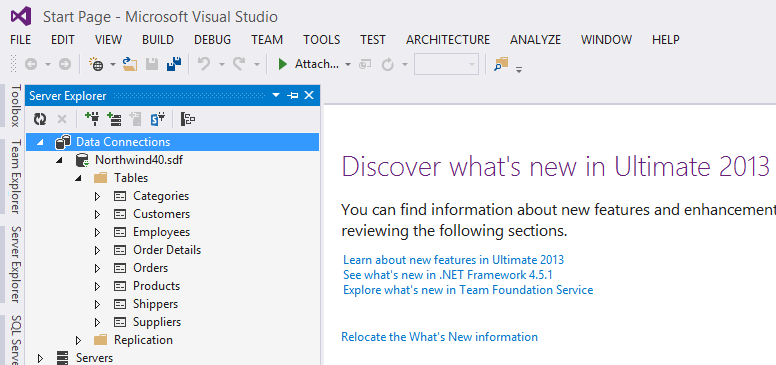 Start Page - Microsoft Visual Studio
FILE EDIT VIEW BUILD DEBUG TEAM TOOLS TEST ARCHITECTURE ANALYZE WINDOW HELP
Attach...
Toolbox
Team Explorer
Server Explorer
SQL Serve
Server Explorer
Data Connections
Northwind40.sdf
Tables
Categories
Customers
Employees
Order Details
Orders
Products
Shippers
Suppliers
Replication
Servers
Discover what's new in Ultimate 2013
You can find information about new features and enhancement
reviewing the following sections.
Learn about new features in Ultimate 2013
See what's new in .NET Framework 4.5.1
Explore what's new in Team Foundation Service
Relocate the What's New information